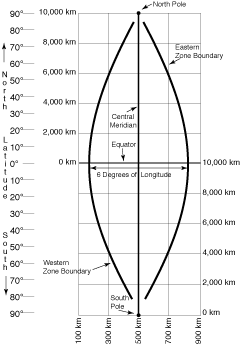 North Pole
90° 10,000 km
80°
Eastern
Zone Boundary
70° 8,000 km
60°
North
50° 6,000 km
40°
30° 4,000 km
Central
Meridian
20° 2,000 km
10°
Equator
Latitude
0° 0 km 10,000 km
6 Degrees of Longitude
10°
20° 8,000 km
30°
40° 6,000 km
South
50°
60° 4,000 km
Western
Zone Boundary
70° 2,000 km
80°
South
Pole
90° 0 km
100 km
300 km
500 km
700 km
900 km